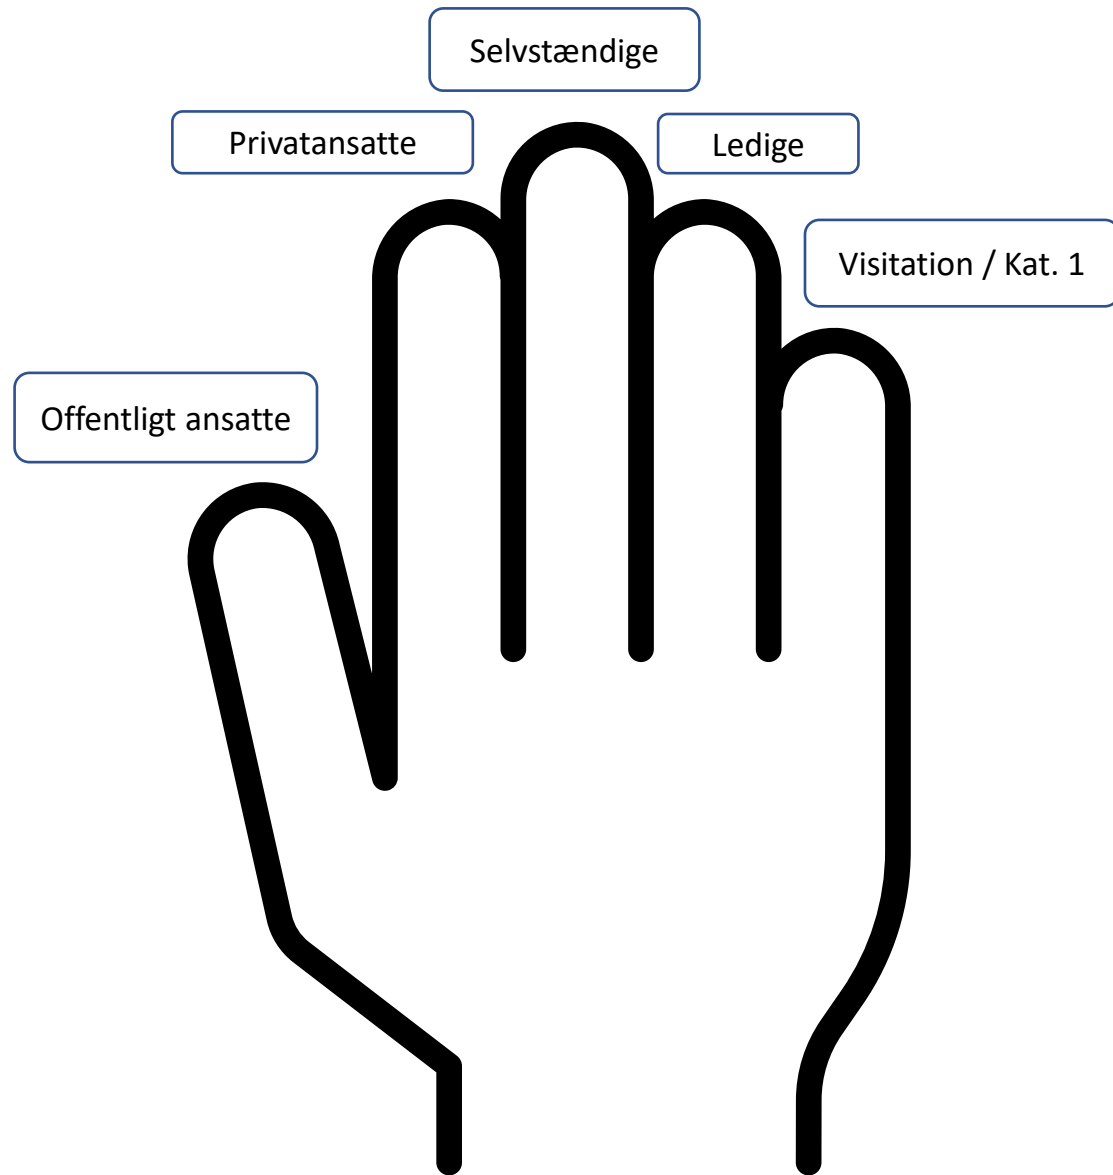 Selvstændige
Privatansatte
Ledige
Visitation / Kat. 1
Offentligt ansatte